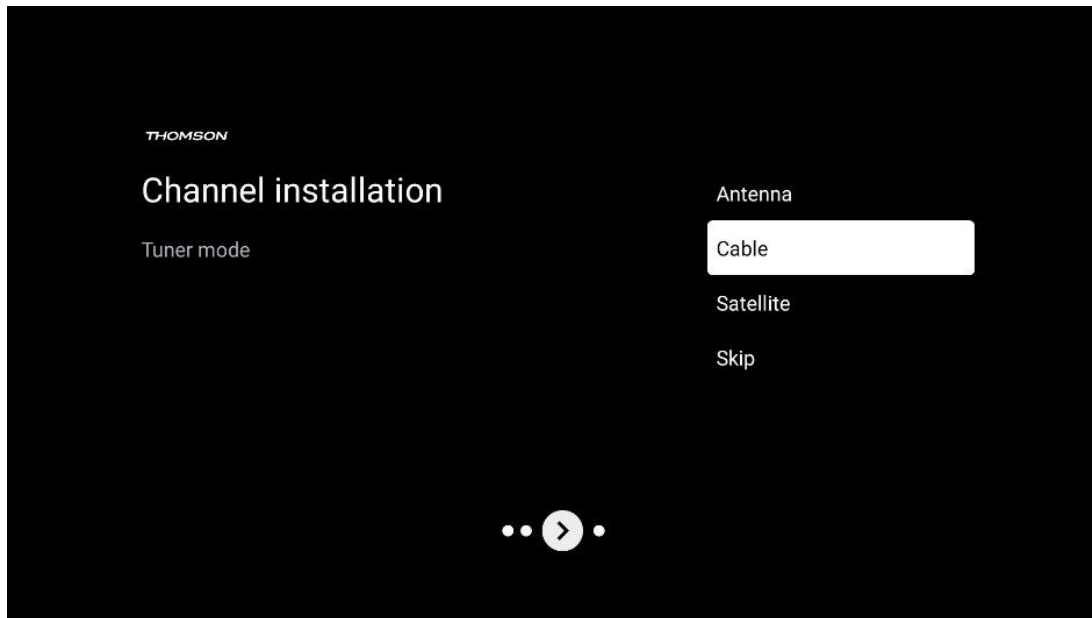 THOMSON
Channel installation
Tuner mode
Antenna
Cable
Satellite
Skip